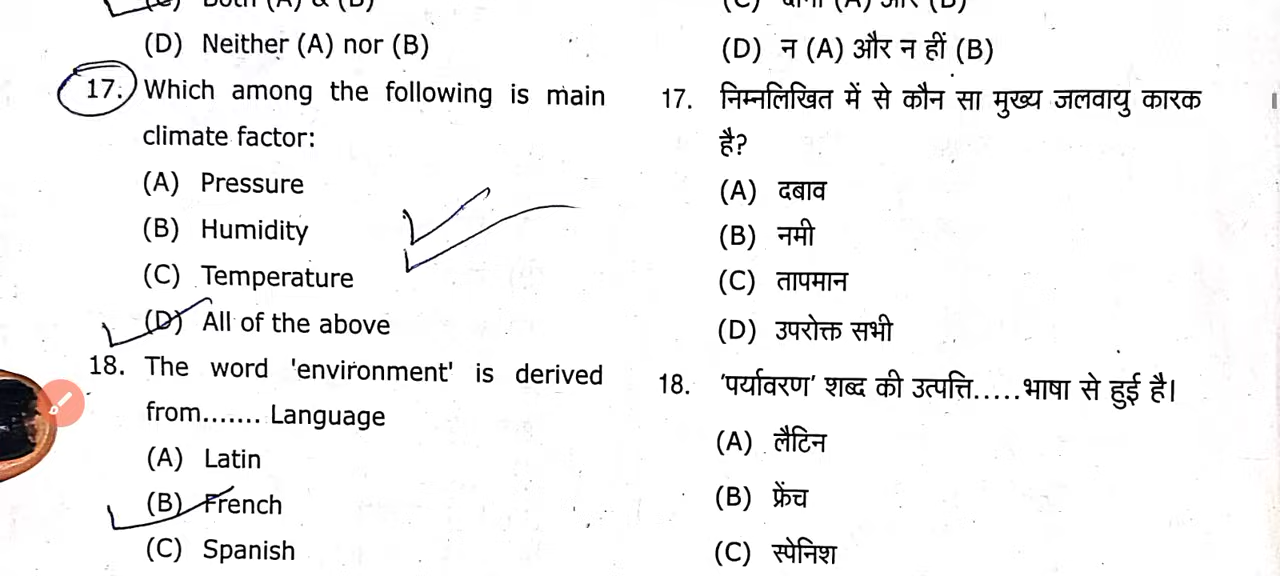 (C) Both (A) & (B)
(D) Neither (A) nor (B)
17. Which among the following is main
climate factor:
(A) Pressure
(B) Humidity
(C) Temperature
(D) All of the above
18. The word 'environment' is derived
from....... Language
(A) Latin
(B) French
(C) Spanish
(C) दोनों (A) और (B)
(D) न (A) और न हीं (B)
17. निम्नलिखित में से कौन सा मुख्य जलवायु कारक
है?
(A) दबाव
(B) नमी
(C) तापमान
(D) उपरोक्त सभी
18. 'पर्यावरण' शब्द की उत्पत्ति.....भाषा से हुई है।
(A) लैटिन
(B) फ्रेंच
(C) स्पेनिश